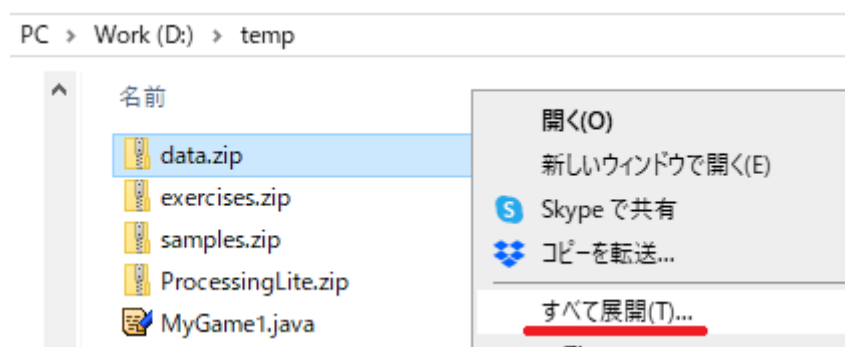 PC > Work (D:) > temp
名前
data.zip
exercises.zip
samples.zip
ProcessingLite.zip
MyGame1.java
開く(O)
新しいウィンドウで開く(E)
Skype で共有
コピーを転送...
すべて展開(T)...